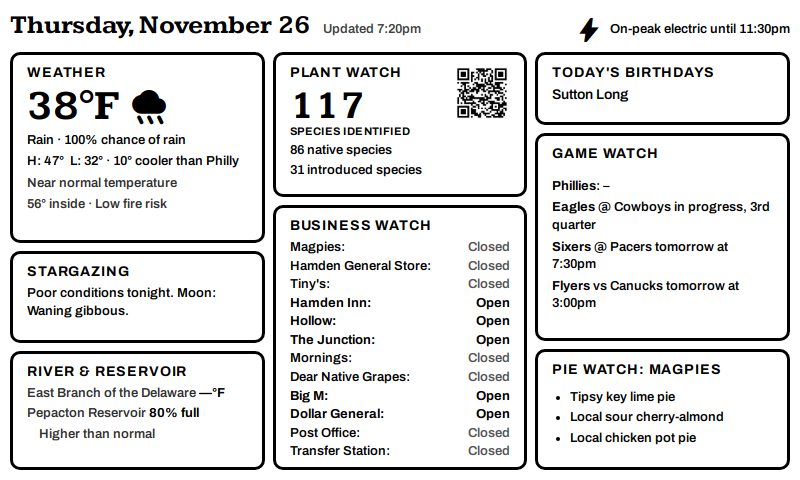 Thursday, November 26 Updated 7:20pm
On-peak electric until 11:30pm
WEATHER
38°F
Rain · 100% chance of rain
H: 47° L: 32° · 10° cooler than Philly
Near normal temperature
56° inside · Low fire risk
STARGAZING
Poor conditions tonight. Moon:
Waning gibbous.
RIVER & RESERVOIR
East Branch of the Delaware —°F
Pepacton Reservoir 80% full
Higher than normal
PLANT WATCH
117
SPECIES IDENTIFIED
86 native species
31 introduced species
BUSINESS WATCH
Magpies: Closed
Hamden General Store: Closed
Tiny's: Closed
Hamden Inn: Open
Hollow: Open
The Junction: Open
Mornings: Closed
Dear Native Grapes: Closed
Big M: Open
Dollar General: Open
Post Office: Closed
Transfer Station: Closed
TODAY'S BIRTHDAYS
Sutton Long
GAME WATCH
Phillies: –
Eagles @ Cowboys in progress, 3rd
quarter
Sixers @ Pacers tomorrow at
7:30pm
Flyers vs Canucks tomorrow at
3:00pm
PIE WATCH: MAGPIES
• Tipsy key lime pie
• Local sour cherry-almond
• Local chicken pot pie